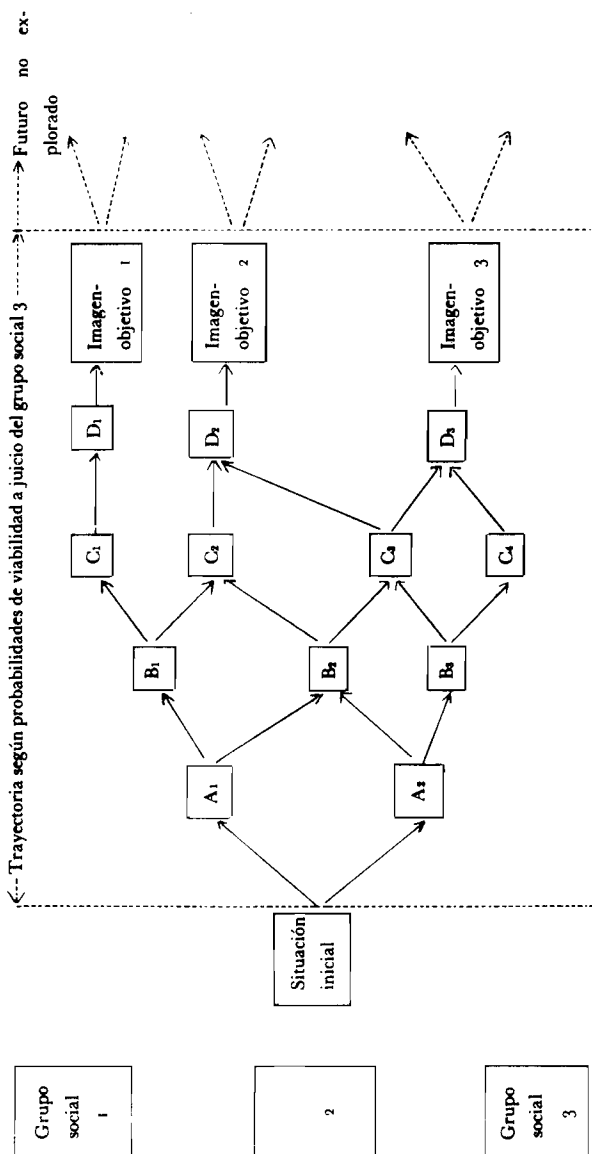 <--- Trayectoria según probabilidades de viabilidad a juicio del grupo social 3 ---><-----> Futuro no ex-
plorado
Grupo
social
1
2
Grupo
social
3
Situación
inicial
A1
A2
B1
B2
B3
C1
C2
C3
C4
D1
D2
D3
Imagen-
objetivo 1
Imagen-
objetivo 2
Imagen-
objetivo 3